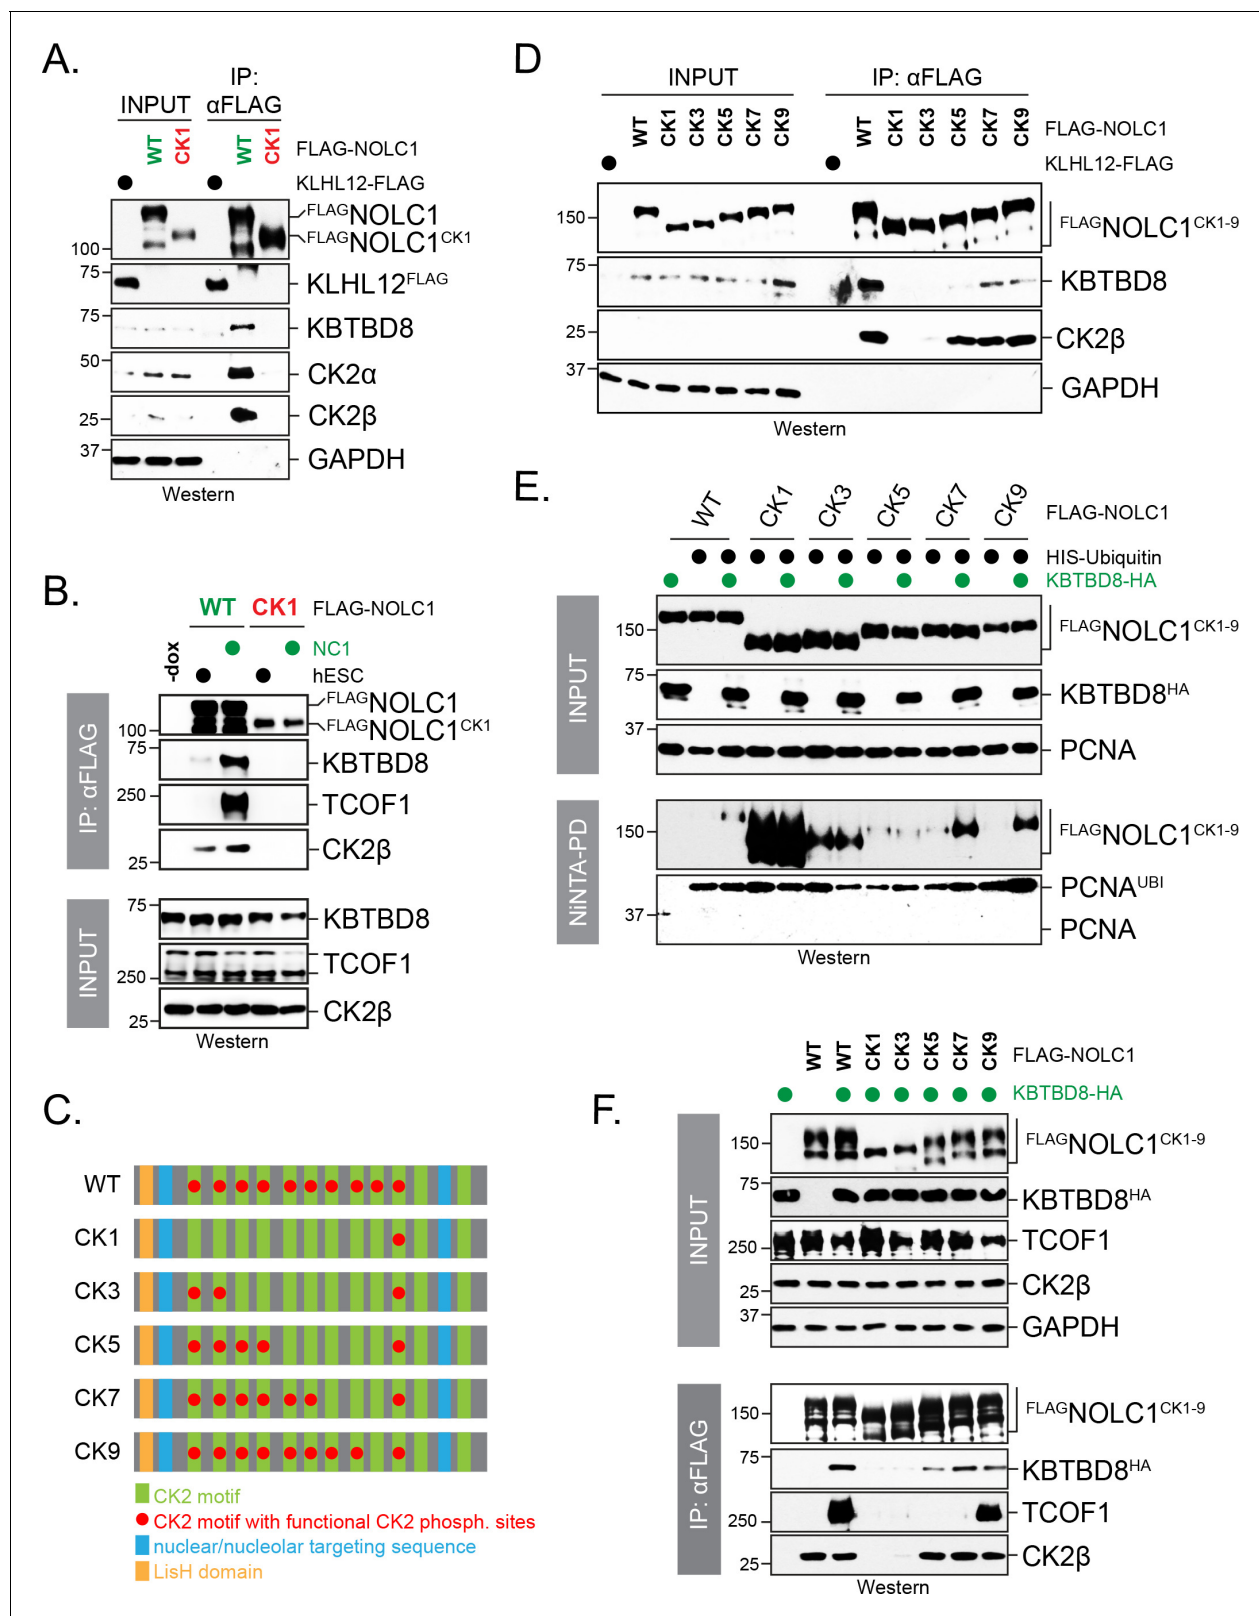 A.
IP:
INPUT αFLAG
WT CK1 WT CK1 FLAG-NOLC1
KLHL12-FLAG
FLAGNOLC1
FLAGNOLC1CK1
100
75
KLHL12FLAG
75
KBTBD8
50
CK2α
CK2β
25
37
GAPDH
Western
B.
WT CK1 FLAG-NOLC1
NC1
-dox
hESC
IP: αFLAG
FLAGNOLC1
FLAGNOLC1CK1
100
75
KBTBD8
250
TCOF1
CK2β
25
INPUT
75
KBTBD8
TCOF1
250
CK2β
25
Western
C.
WT
CK1
CK3
CK5
CK7
CK9
CK2 motif
CK2 motif with functional CK2 phosph. sites
nuclear/nucleolar targeting sequence
LisH domain
D
INPUT IP: αFLAG
WT CK1 CK3 CK5 CK7 CK9 WT CK1 CK3 CK5 CK7 CK9 FLAG-NOLC1
KLHL12-FLAG
150
FLAGNOLC1CK1-9
75
KBTBD8
25
CK2β
37
GAPDH
Western
E.
WT CK1 CK3 CK5 CK7 CK9 FLAG-NOLC1
HIS-Ubiquitin
KBTBD8-HA
INPUT
150
FLAGNOLC1CK1-9
75
KBTBD8HA
37
PCNA
NiNTA-PD
150
FLAGNOLC1CK1-9
PCNAUBI
37
PCNA
Western
F.
WT WT CK1 CK3 CK5 CK7 CK9 FLAG-NOLC1
KBTBD8-HA
INPUT
150
FLAGNOLC1CK1-9
75
KBTBD8HA
TCOF1
250
CK2β
25
37
GAPDH
IP: αFLAG
150
FLAGNOLC1CK1-9
75
KBTBD8HA
TCOF1
250
CK2β
25
Western